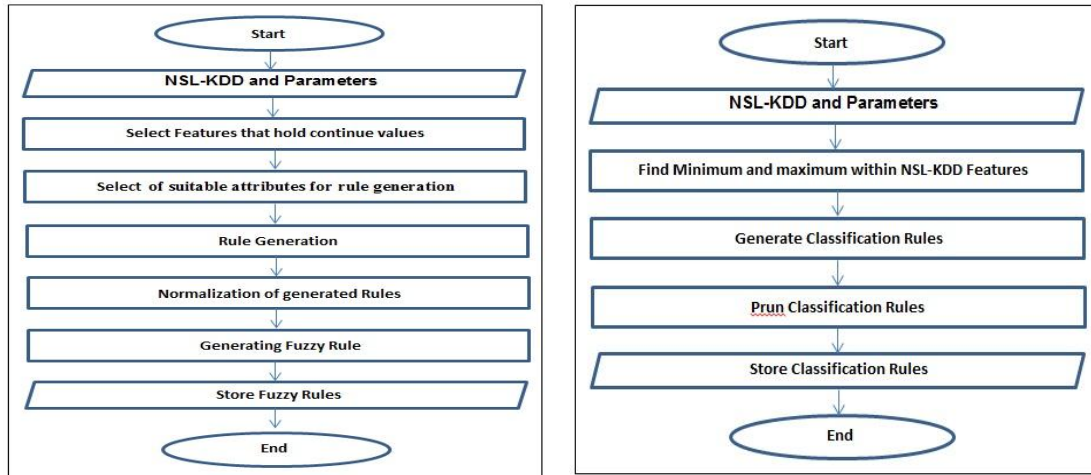 Start
NSL-KDD and Parameters
Select Features that hold continue values
Select of suitable attributes for rule generation
Rule Generation
Normalization of generated Rules
Generating Fuzzy Rule
Store Fuzzy Rules
End
Start
NSL-KDD and Parameters
Find Minimum and maximum within NSL-KDD Features
Generate Classification Rules
Prun Classification Rules
Store Classification Rules
End